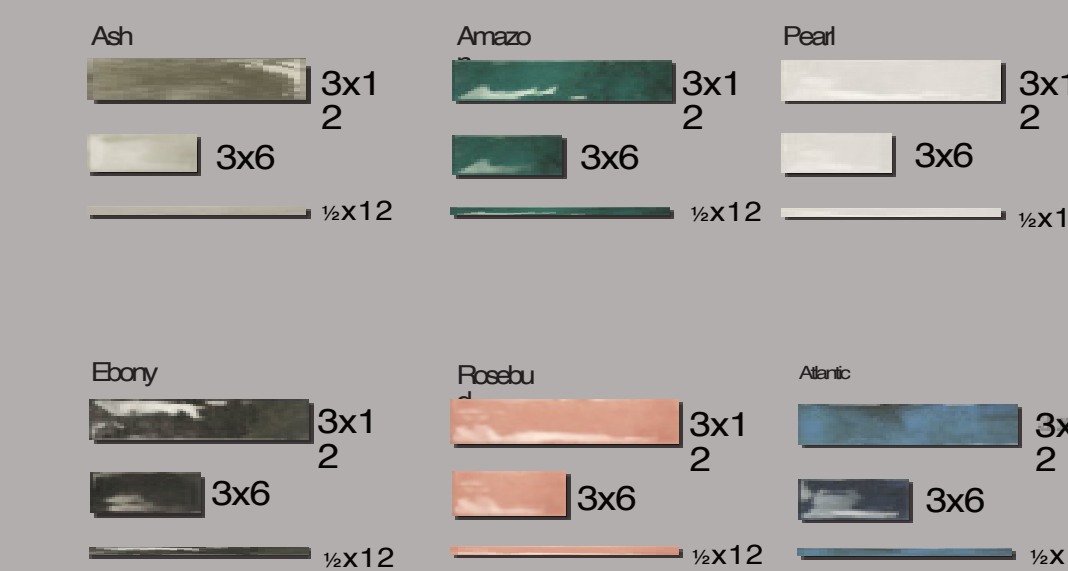 Ash
Amazo
n
Pearl
3x1
2
3x1
2
3x1
2
3x6
3x6
3x6
½x12
½x12
½x1
Ebony
Rosebu
d
Atlantic
3x1
2
3x1
2
3x
2
3x6
3x6
3x6
½x12
½x12
½x